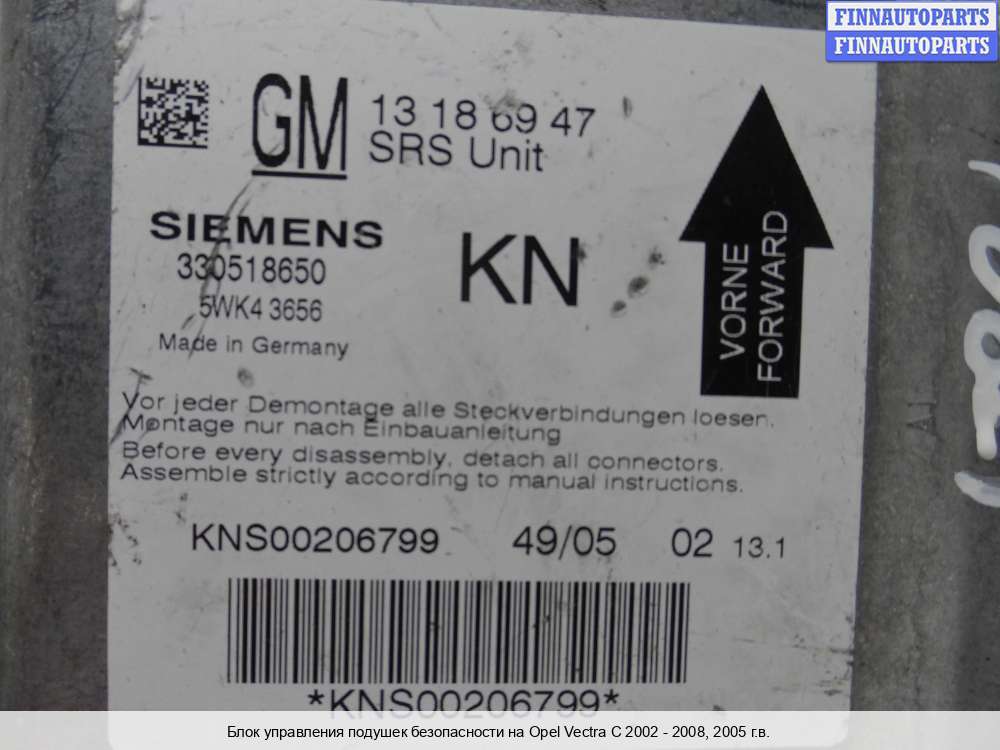 FINNAUTOPARTS
FINNAUTOPARTS
GM
13 18 69 47
SRS Unit
SIEMENS
330518650
5WK4 3656
Made in Germany
KN
VORNE
FORWARD
Vor jeder Demontage alle Steckverbindungen loesen.
Montage nur nach Einbauanleitung
Before every disassembly, detach all connectors.
Assemble strictly according to manual instructions.
KNS00206799 49/05 02 13.1
*KNS00206799*
Блок управления подушек безопасности на Opel Vectra C 2002 - 2008, 2005 г.в.